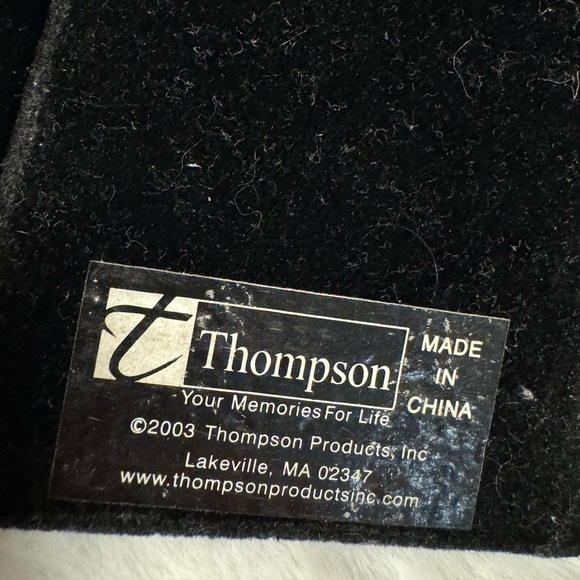 t Thompson
Your Memories For Life
©2003 Thompson Products, Inc
Lakeville, MA 02347
www.thompsonproductsinc.com
MADE
IN
CHINA